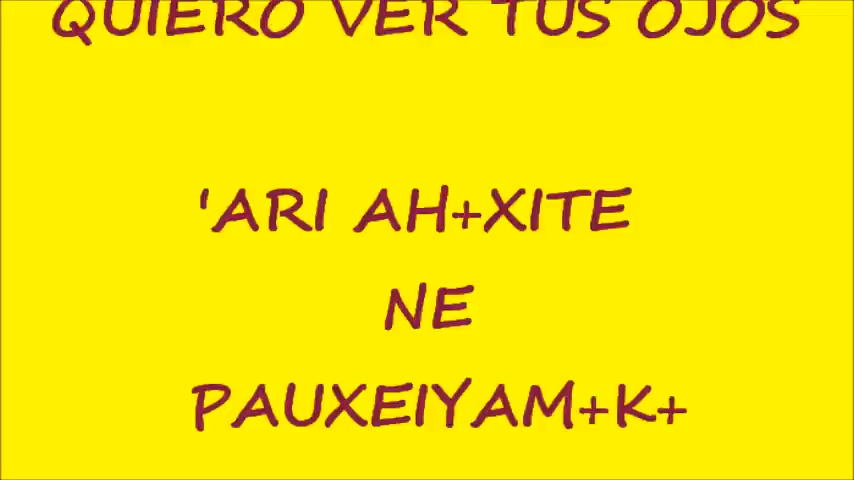 QUIERO VER TUS OJOS
'ARI AH+XITE
NE
PAUXEIYAM+K+